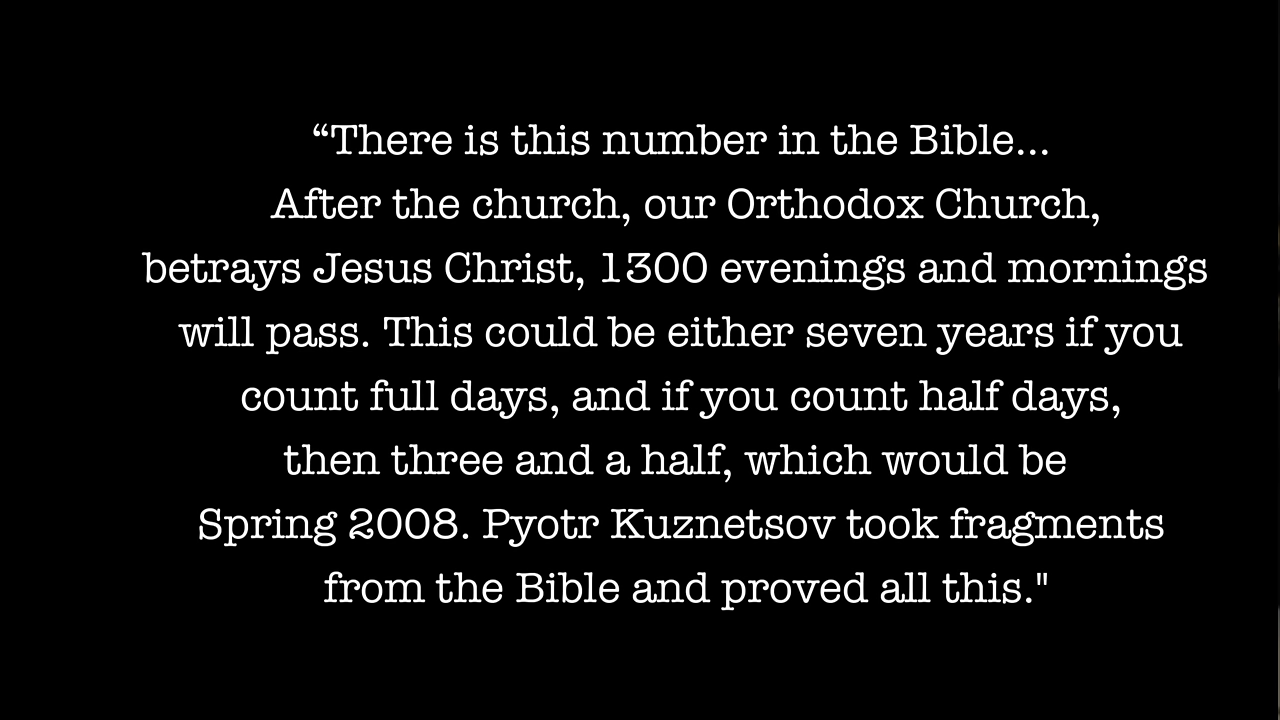 “There is this number in the Bible...
After the church, our Orthodox Church,
betrays Jesus Christ, 1300 evenings and mornings
will pass. This could be either seven years if you
count full days, and if you count half days,
then three and a half, which would be
Spring 2008. Pyotr Kuznetsov took fragments
from the Bible and proved all this."